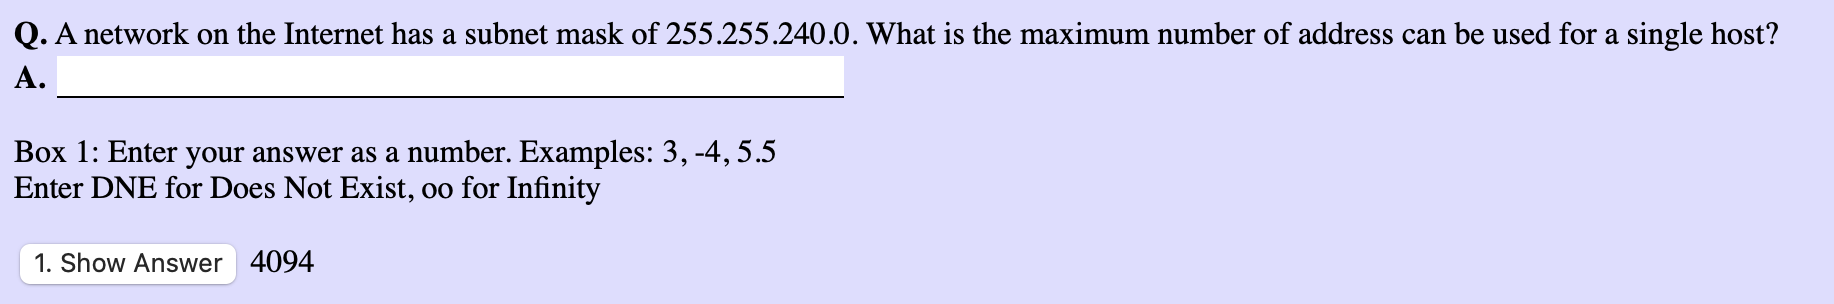 Q. A network on the Internet has a subnet mask of 255.255.240.0. What is the maximum number of address can be used for a single host?
A.
Box 1: Enter your answer as a number. Examples: 3, -4, 5.5
Enter DNE for Does Not Exist, oo for Infinity
1. Show Answer 4094